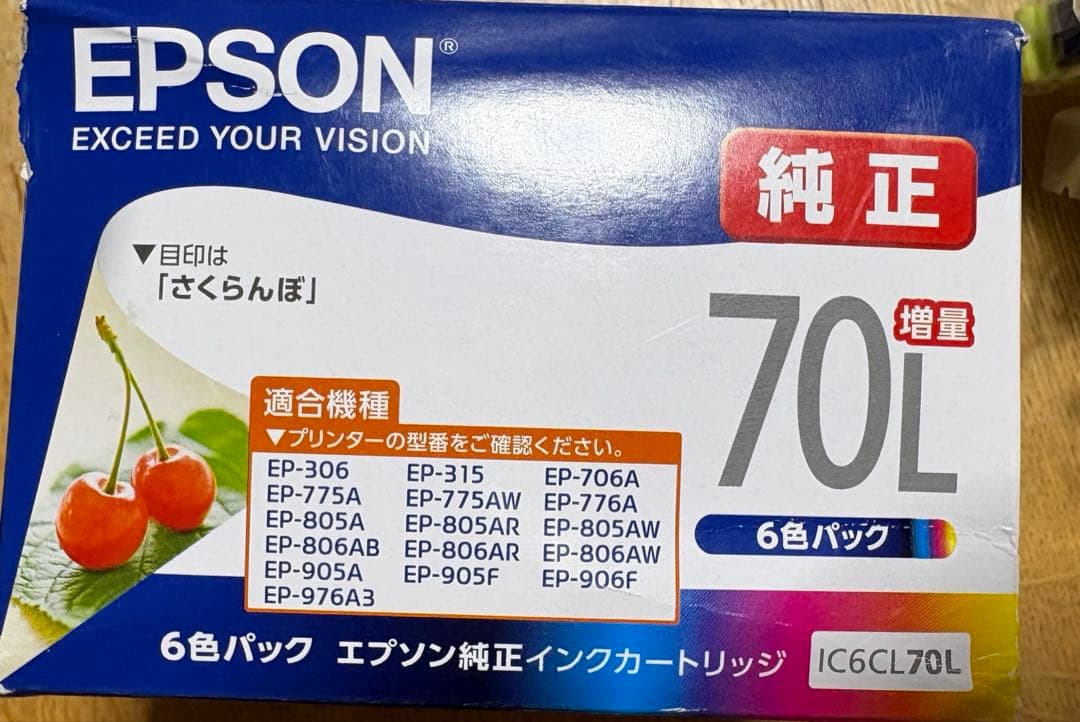 EPSON®
EXCEED YOUR VISION
純正
▼目印は
「さくらんぼ」
70L 増量
適合機種
▼プリンターの型番をご確認ください。
EP-306 EP-315 EP-706A
EP-775A EP-775AW EP-776A
EP-805A EP-805AR EP-805AW
EP-806AB EP-806AR EP-806AW
EP-905A EP-905F EP-906F
EP-976A3
6色パック
6色パック エプソン純正インクカートリッジ IC6CL70L